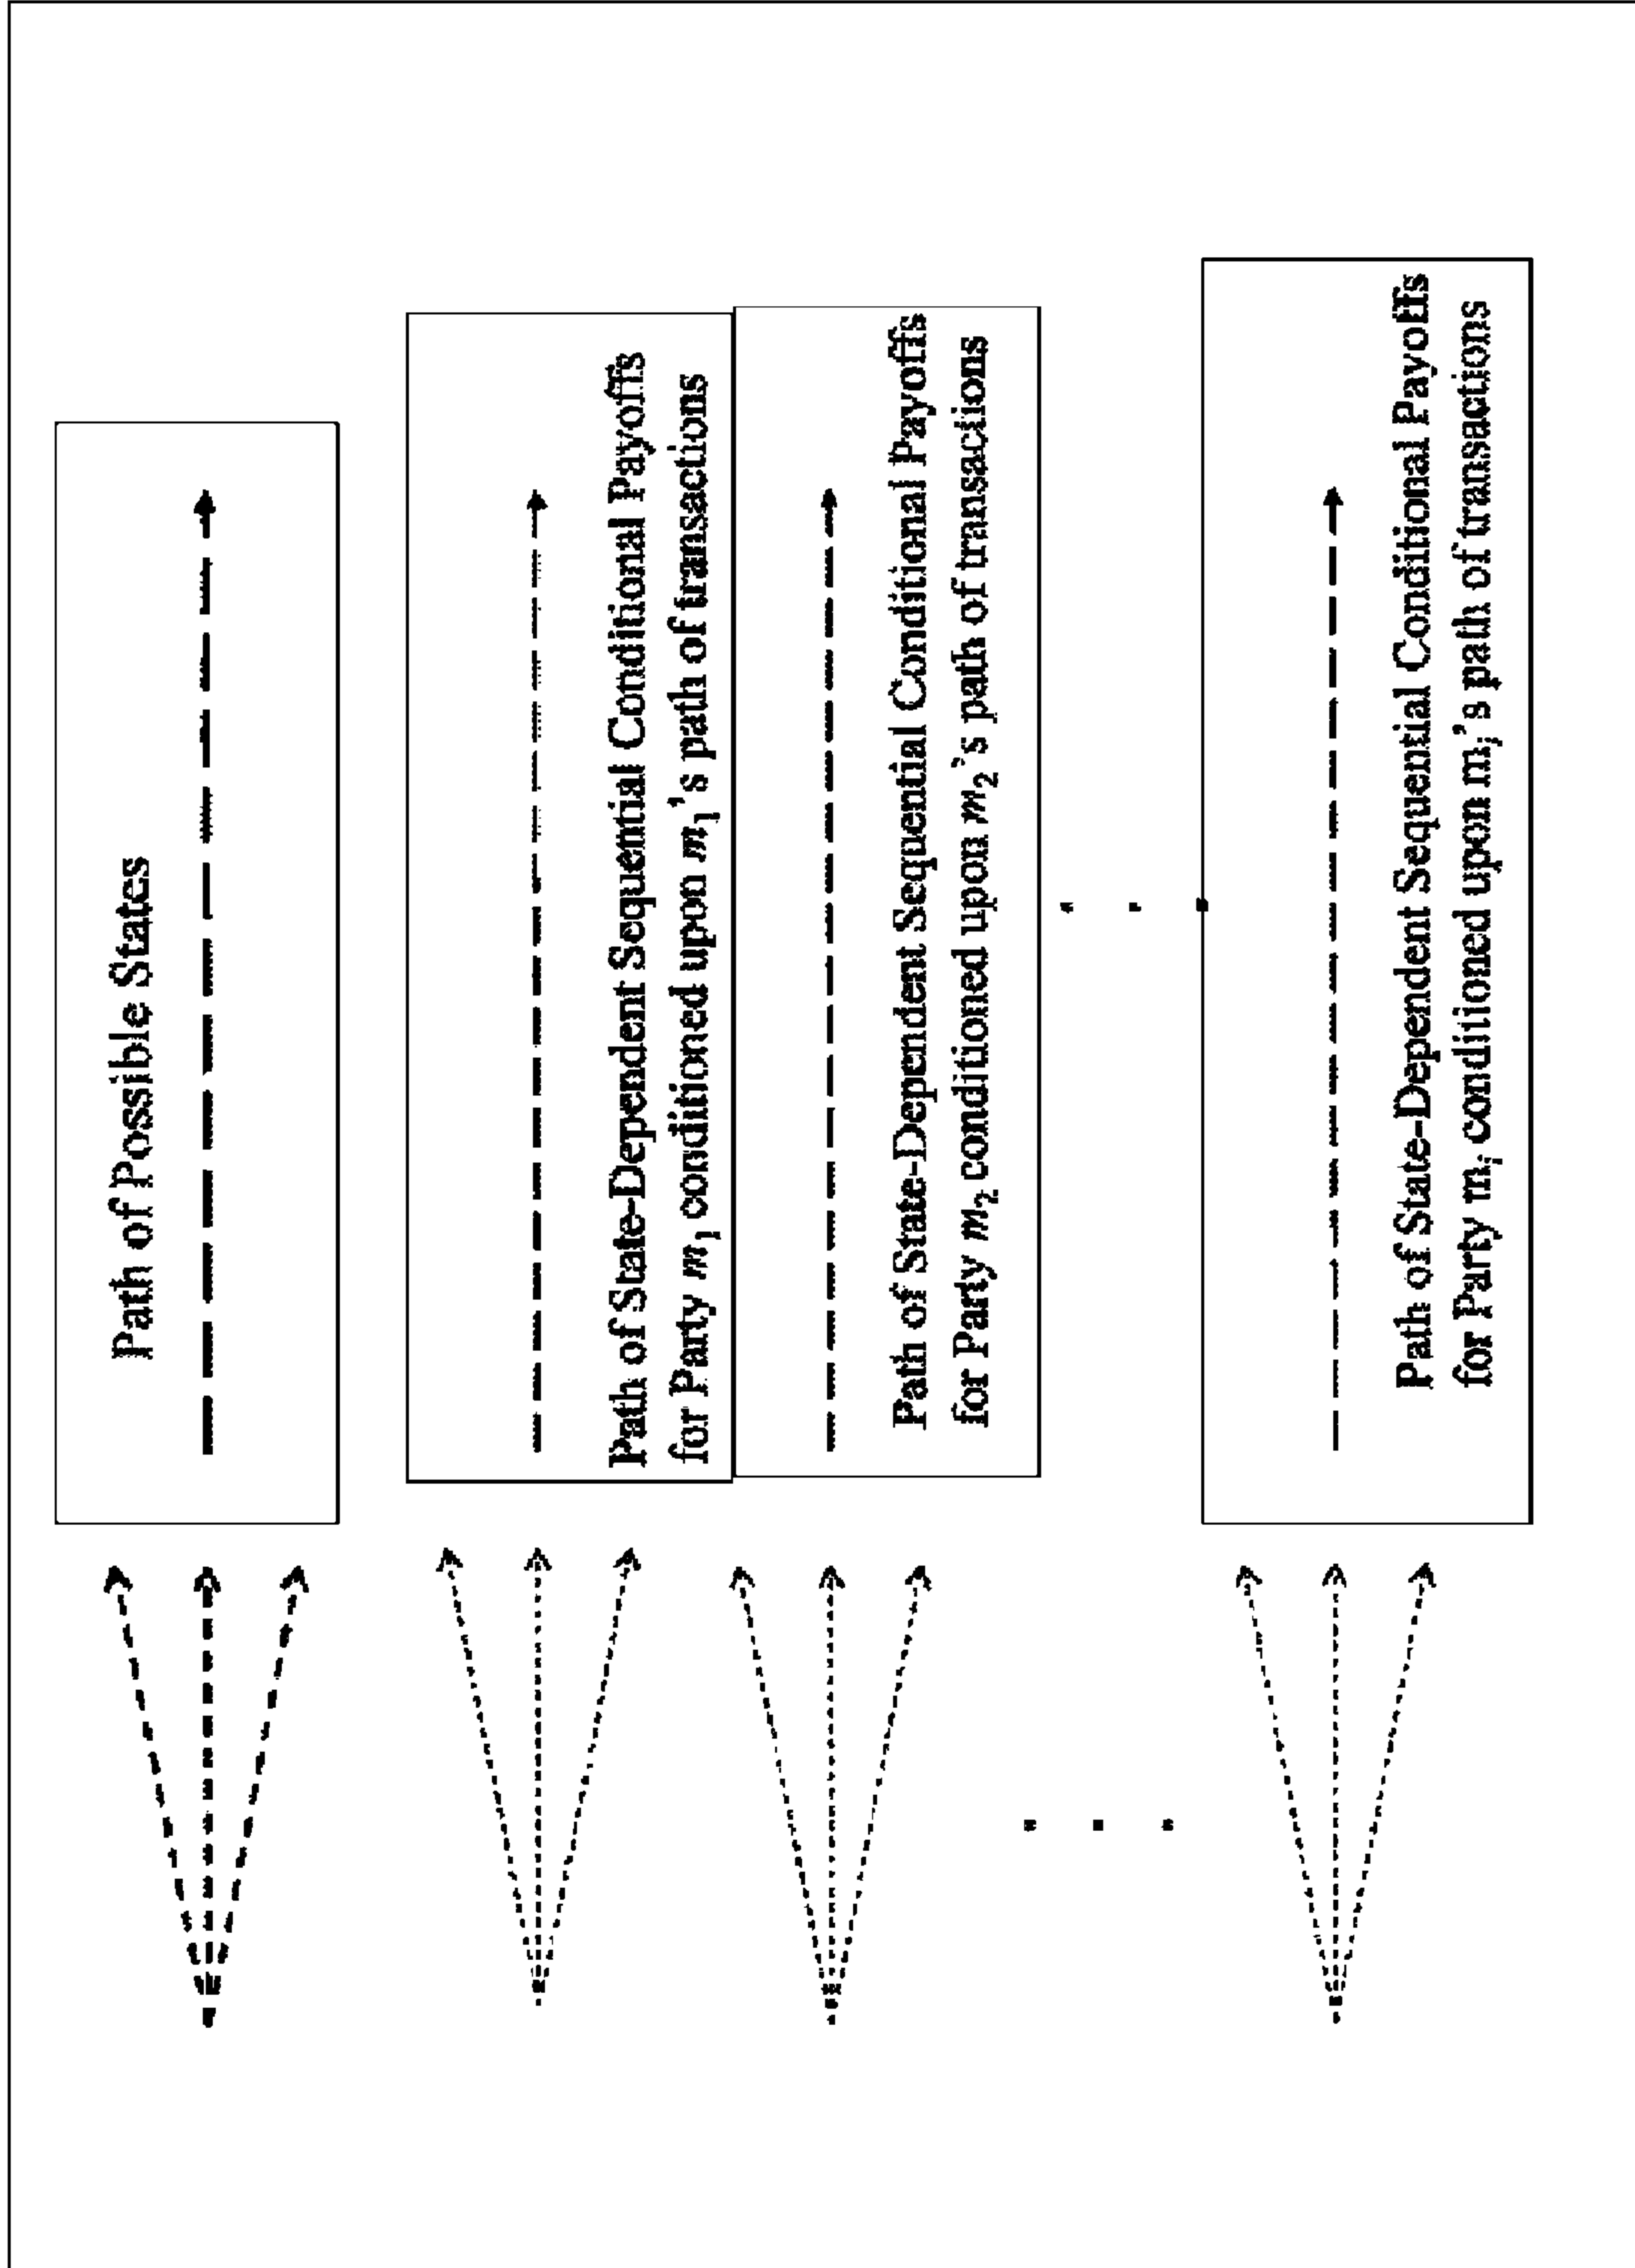 Path of Possible States
Path of State-Dependent Sequential Conditional Payoffs
for Party m₁ conditioned upon m₁'s path of transactions
Path of State-Dependent Sequential Conditional Payoffs
for Party m₂ conditioned upon m₂'s path of transactions
Path of State-Dependent Sequential Conditional Payoffs
for Party mᵢ conditioned upon mᵢ's path of transactions